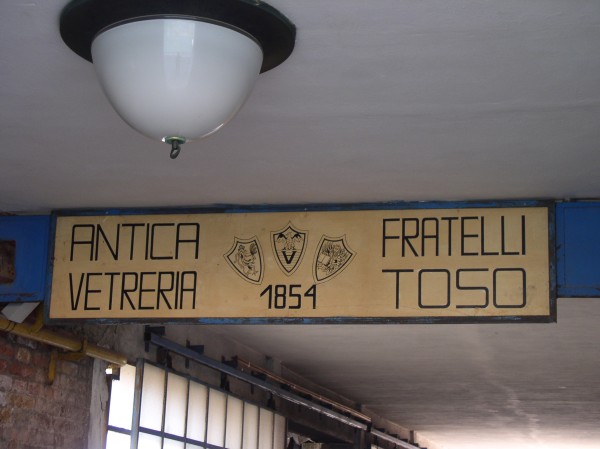 ANTICA
VETRERIA
1854
FRATELLI
TOSO